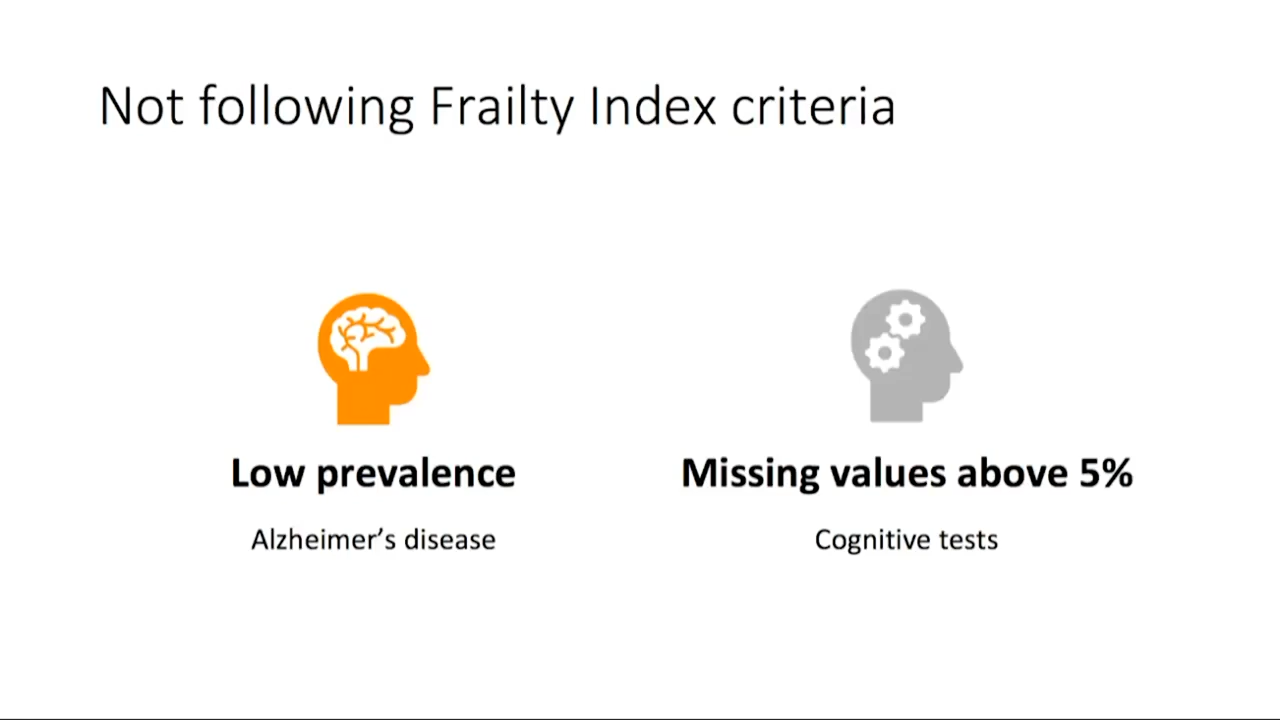 Not following Frailty Index criteria
Low prevalence
Alzheimer’s disease
Missing values above 5%
Cognitive tests